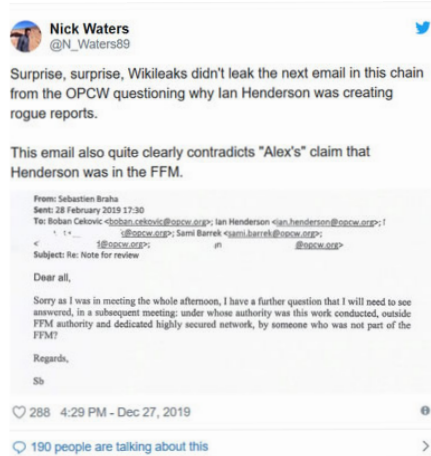 Nick Waters
@N_Waters89
Surprise, surprise, Wikileaks didn't leak the next email in this chain
from the OPCW questioning why Ian Henderson was creating
rogue reports.
This email also quite clearly contradicts "Alex's" claim that
Henderson was in the FFM.
From: Sebastien Braha
Sent: 28 February 2019 17:30
To: Boban Cekovic <boban.cekovic@opcw.org>; Ian Henderson <ian.henderson@opcw.org>;
@opcw.org>; Sami Barrek <sami.barrek@opcw.org>;
< @opcw.org>; @opcw.org>
Subject: Re: Note for review
Dear all,
Sorry as I was in meeting the whole afternoon, I have a further question that I will need to see
answered, in a subsequent meeting: under whose authority was this work conducted, outside
FFM authority and dedicated highly secured network, by someone who was not part of the
FFM?
Regards,
Sb
288 4:29 PM - Dec 27, 2019
190 people are talking about this